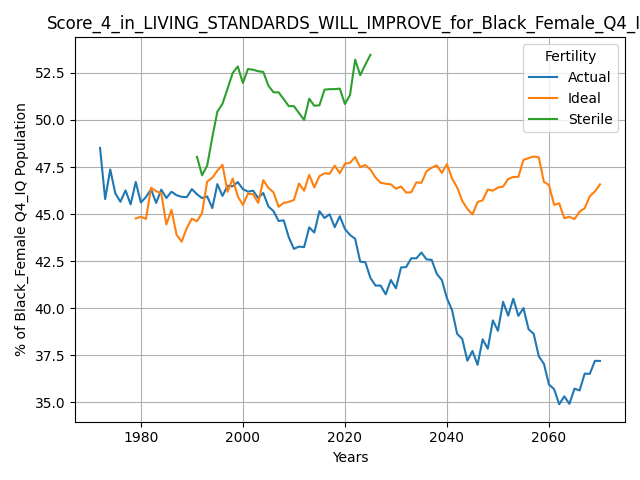 Score_4_in_LIVING_STANDARDS_WILL_IMPROVE_for_Black_Female_Q4_I
Fertility
Actual
Ideal
Sterile
% of Black_Female Q4_IQ Population
52.5
50.0
47.5
45.0
42.5
40.0
37.5
35.0
1980
2000
2020
2040
2060
Years